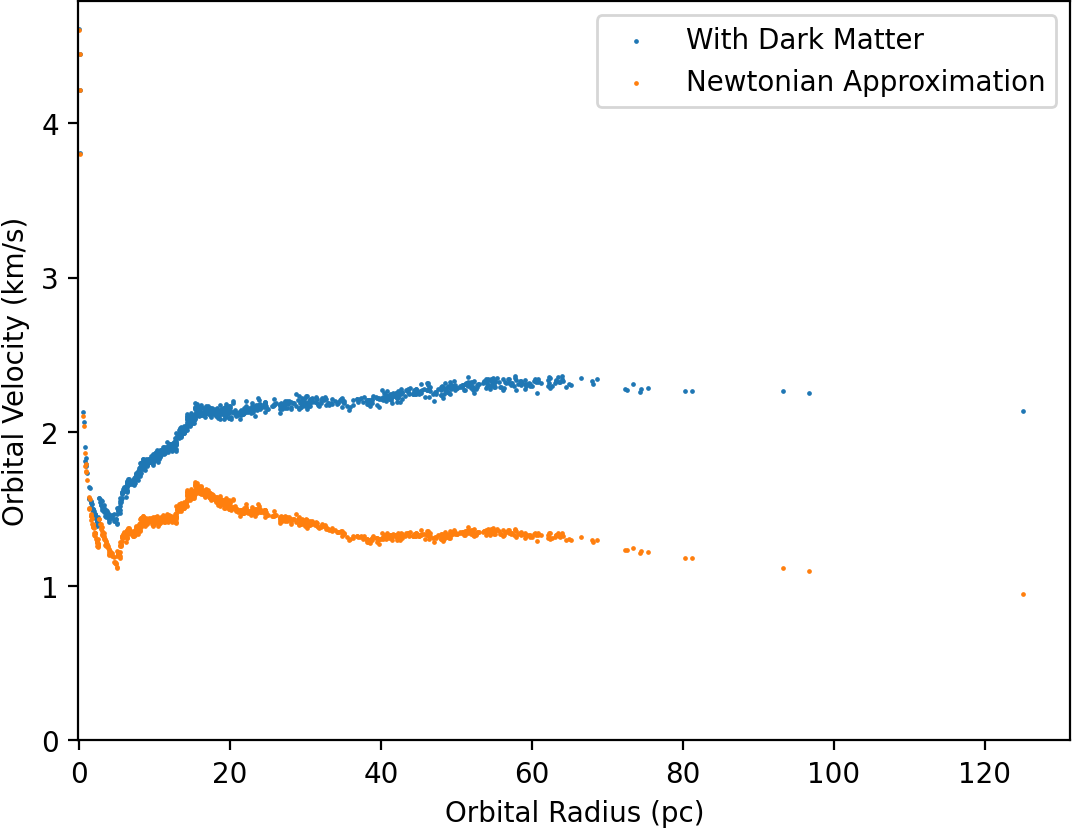 With Dark Matter
Newtonian Approximation
4
3
2
1
0
0 20 40 60 80 100 120
Orbital Velocity (km/s)
Orbital Radius (pc)